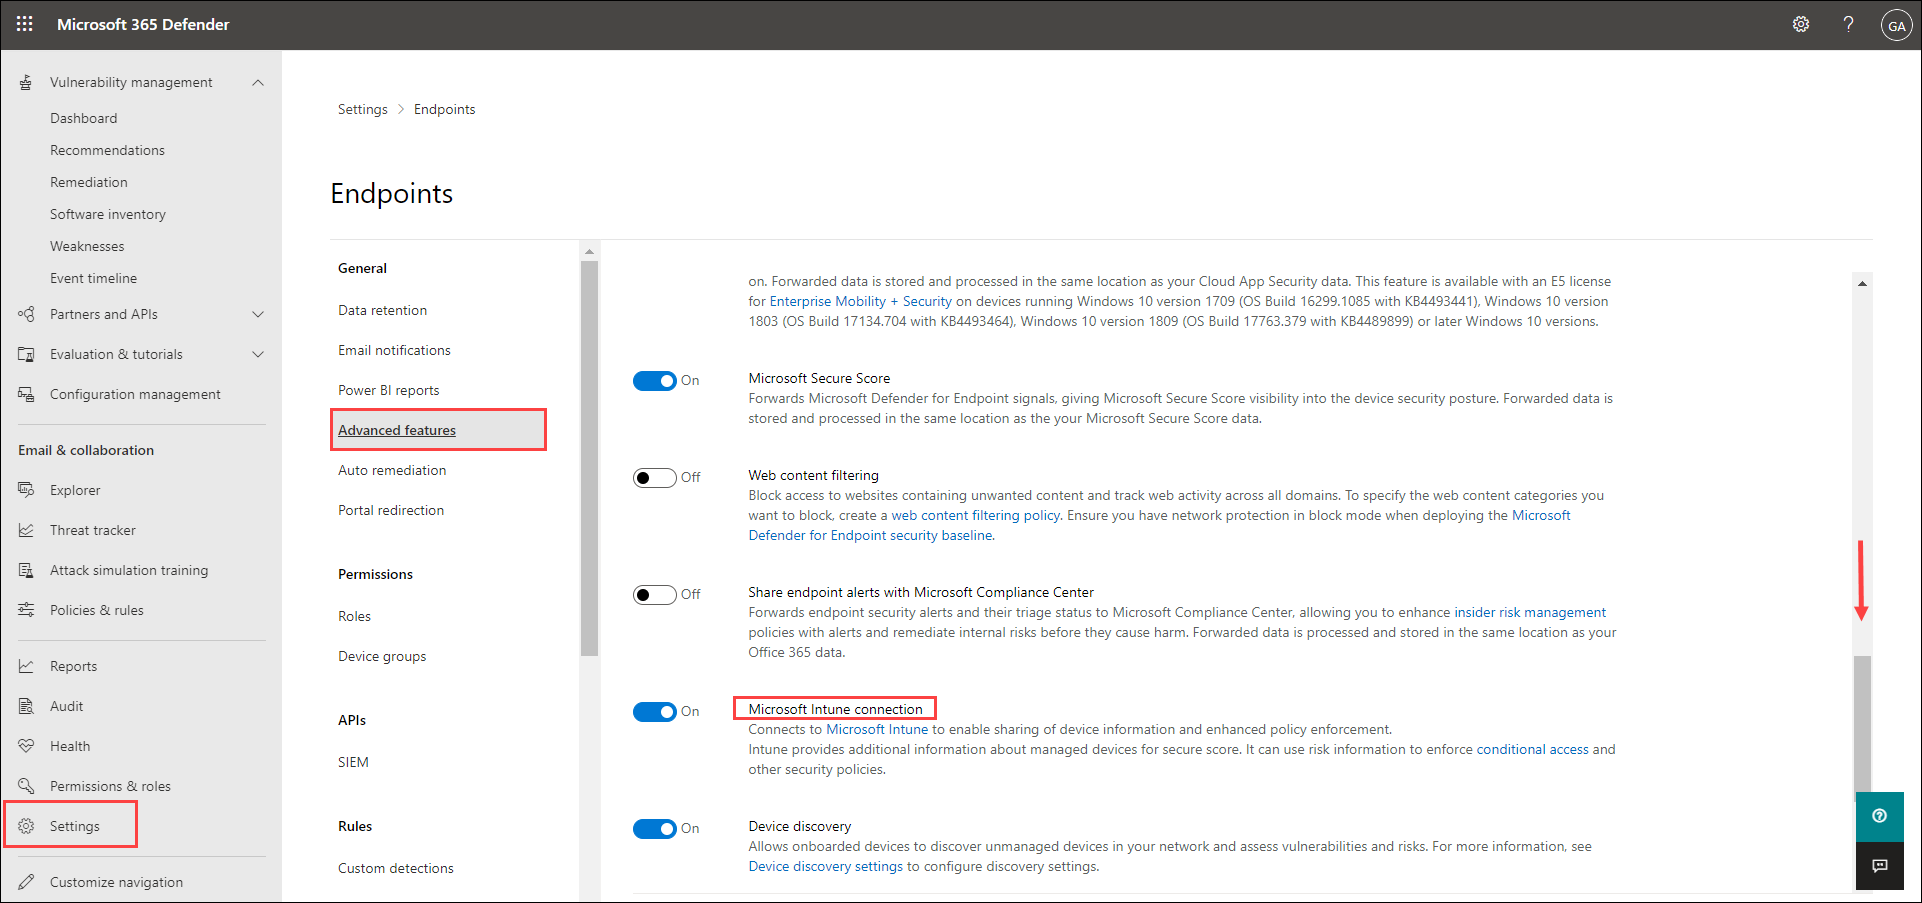 Microsoft 365 Defender
GA
Vulnerability management
Dashboard
Recommendations
Remediation
Software inventory
Weaknesses
Event timeline
Partners and APIs
Evaluation & tutorials
Configuration management
Email & collaboration
Explorer
Threat tracker
Attack simulation training
Policies & rules
Reports
Audit
Health
Permissions & roles
Settings
Customize navigation
Settings > Endpoints
Endpoints
General
Data retention
Email notifications
Power BI reports
Advanced features
Auto remediation
Portal redirection
Permissions
Roles
Device groups
APIs
SIEM
Rules
Custom detections
on. Forwarded data is stored and processed in the same location as your Cloud App Security data. This feature is available with an E5 license
for Enterprise Mobility + Security on devices running Windows 10 version 1709 (OS Build 16299.1085 with KB4493441), Windows 10 version
1803 (OS Build 17134.704 with KB4493464), Windows 10 version 1809 (OS Build 17763.379 with KB4489899) or later Windows 10 versions.
On
Microsoft Secure Score
Forwards Microsoft Defender for Endpoint signals, giving Microsoft Secure Score visibility into the device security posture. Forwarded data is
stored and processed in the same location as the your Microsoft Secure Score data.
Off
Web content filtering
Block access to websites containing unwanted content and track web activity across all domains. To specify the web content categories you
want to block, create a web content filtering policy. Ensure you have network protection in block mode when deploying the Microsoft
Defender for Endpoint security baseline.
Off
Share endpoint alerts with Microsoft Compliance Center
Forwards endpoint security alerts and their triage status to Microsoft Compliance Center, allowing you to enhance insider risk management
policies with alerts and remediate internal risks before they cause harm. Forwarded data is processed and stored in the same location as your
Office 365 data.
On
Microsoft Intune connection
Connects to Microsoft Intune to enable sharing of device information and enhanced policy enforcement.
Intune provides additional information about managed devices for secure score. It can use risk information to enforce conditional access and
other security policies.
On
Device discovery
Allows onboarded devices to discover unmanaged devices in your network and assess vulnerabilities and risks. For more information, see
Device discovery settings to configure discovery settings.